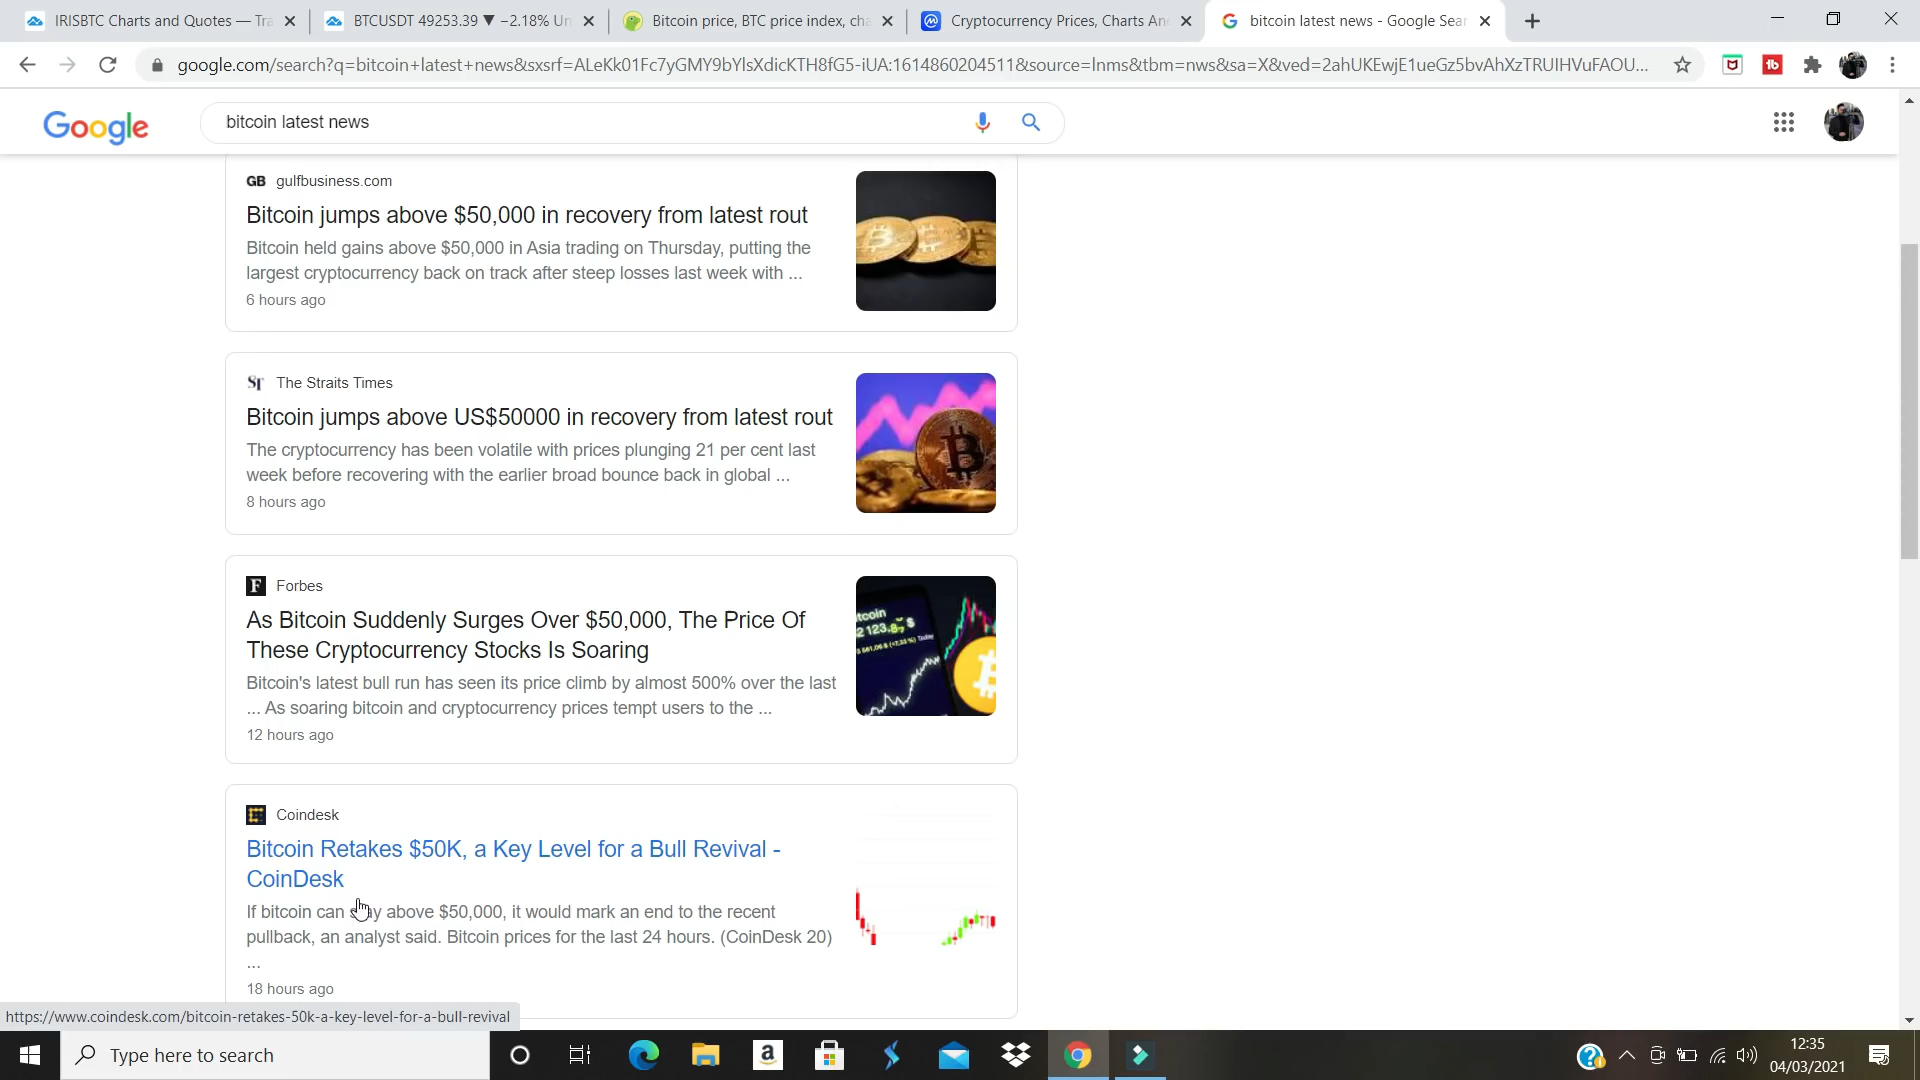 IRISBTC Charts and Quotes — Tra
BTCUSDT 49253.39 ▼ −2.18% Un
Bitcoin price, BTC price index, cha
Cryptocurrency Prices, Charts An
bitcoin latest news - Google Sear
google.com/search?q=bitcoin+latest+news&sxsrf=ALeKk01Fc7yGMY9bYlsXdicKTH8fG5-iUA:1614860204511&source=lnms&tbm=nws&sa=X&ved=2ahUKEwjE1ueGz5bvAhXzTRUIHVuFAOU...
Google
bitcoin latest news
GB gulfbusiness.com
Bitcoin jumps above $50,000 in recovery from latest rout
Bitcoin held gains above $50,000 in Asia trading on Thursday, putting the
largest cryptocurrency back on track after steep losses last week with ...
6 hours ago
ST The Straits Times
Bitcoin jumps above US$50000 in recovery from latest rout
The cryptocurrency has been volatile with prices plunging 21 per cent last
week before recovering with the earlier broad bounce back in global ...
8 hours ago
F Forbes
As Bitcoin Suddenly Surges Over $50,000, The Price Of
These Cryptocurrency Stocks Is Soaring
Bitcoin's latest bull run has seen its price climb by almost 500% over the last
... As soaring bitcoin and cryptocurrency prices tempt users to the ...
12 hours ago
Coindesk
Bitcoin Retakes $50K, a Key Level for a Bull Revival -
CoinDesk
If bitcoin can stay above $50,000, it would mark an end to the recent
pullback, an analyst said. Bitcoin prices for the last 24 hours. (CoinDesk 20)
...
18 hours ago
https://www.coindesk.com/bitcoin-retakes-50k-a-key-level-for-a-bull-revival
Type here to search
12:35
04/03/2021